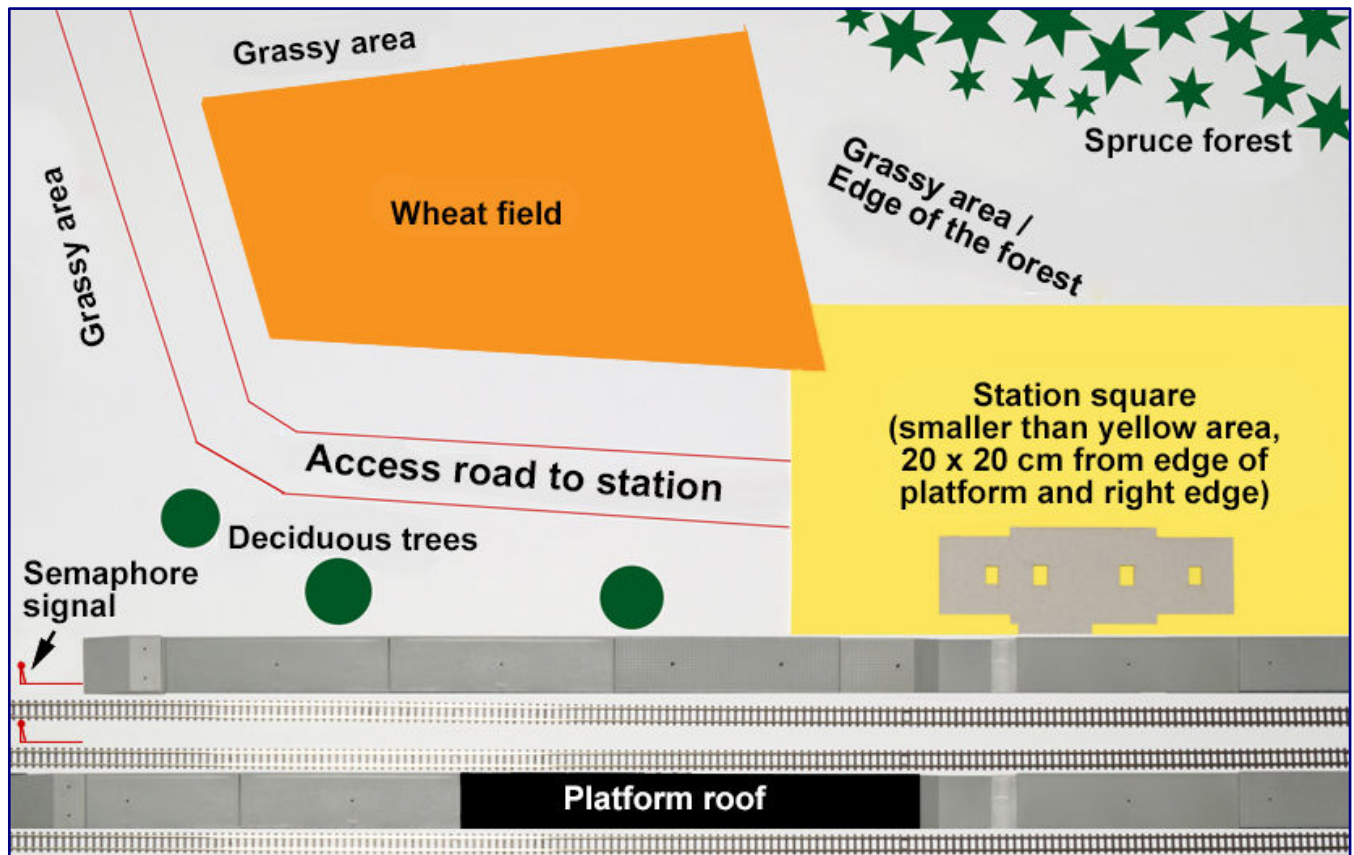 Grassy area
Spruce forest
Grassy area /
Edge of the forest
Grassy area
Wheat field
Station square
(smaller than yellow area,
20 x 20 cm from edge of
platform and right edge)
Access road to station
Deciduous trees
Semaphore
signal
Platform roof